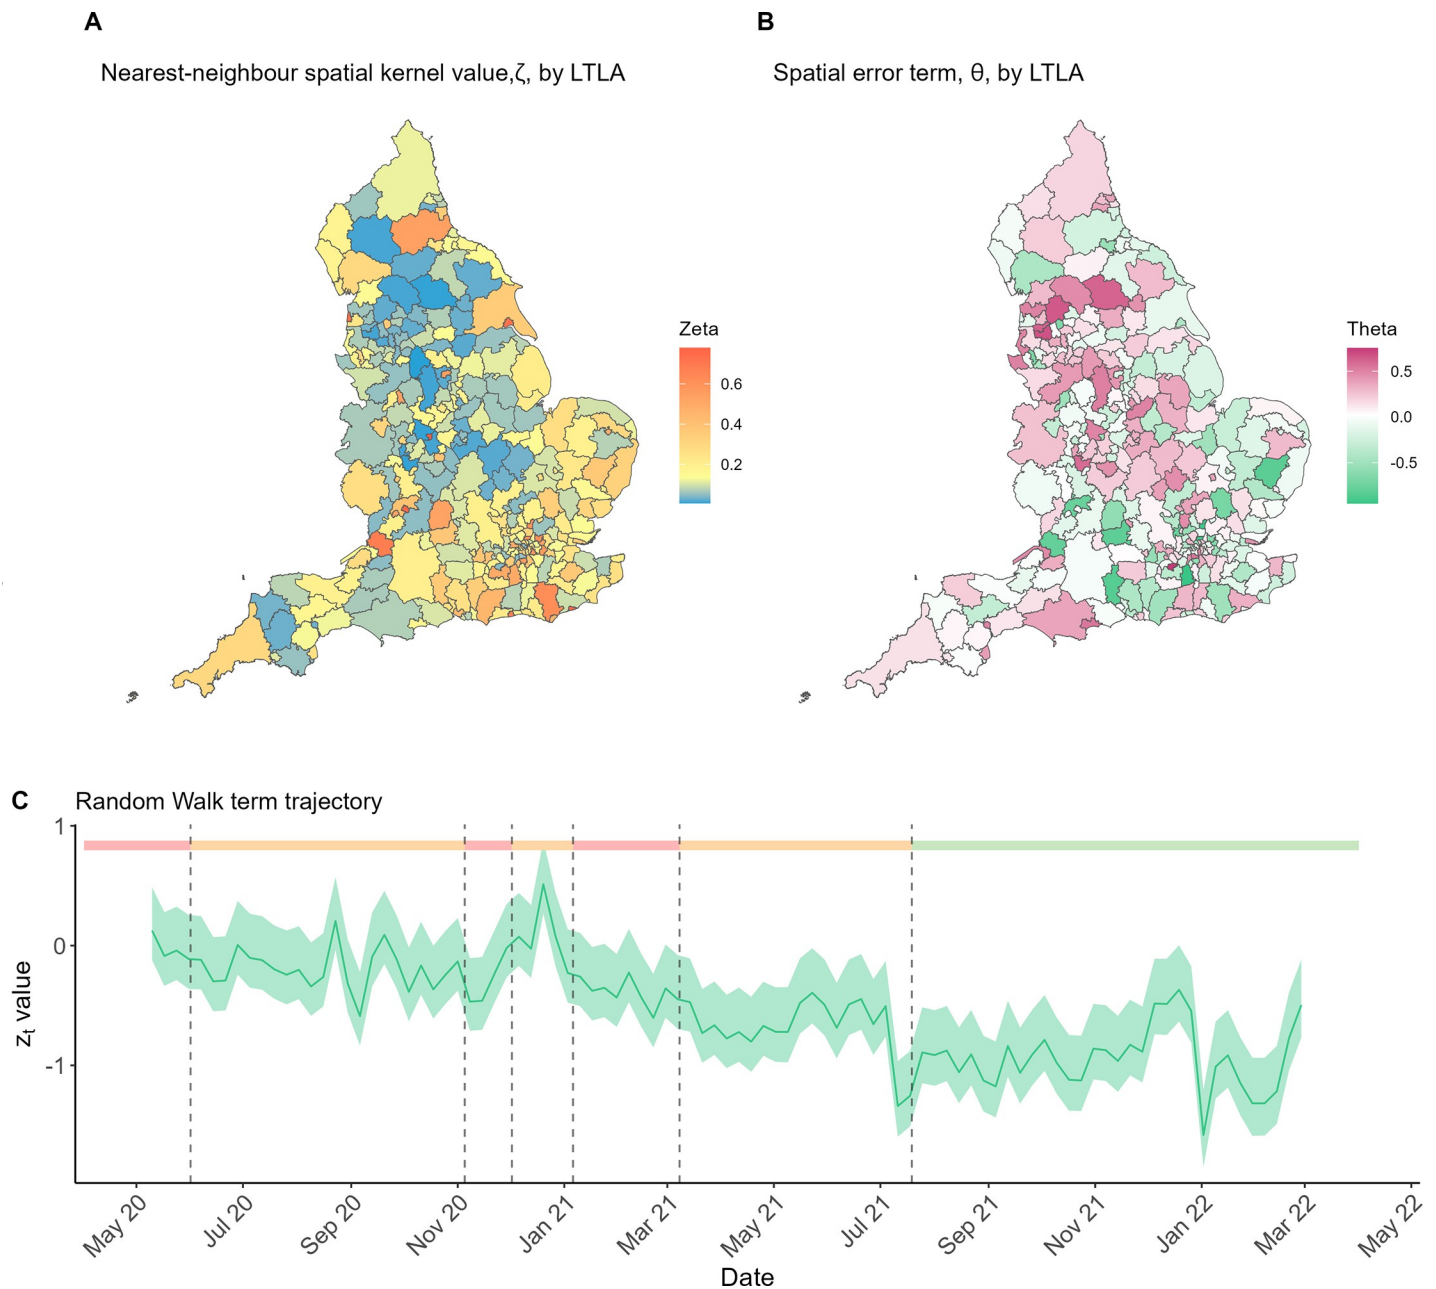 A
B
Nearest-neighbour spatial kernel value,ζ, by LTLA
Spatial error term, θ, by LTLA
Zeta
0.6
0.4
0.2
Theta
0.5
0.0
-0.5
C
Random Walk term trajectory
1
0
-1
zt value
May 20
Jul 20
Sep 20
Nov 20
Jan 21
Mar 21
May 21
Jul 21
Sep 21
Nov 21
Jan 22
Mar 22
May 22
Date